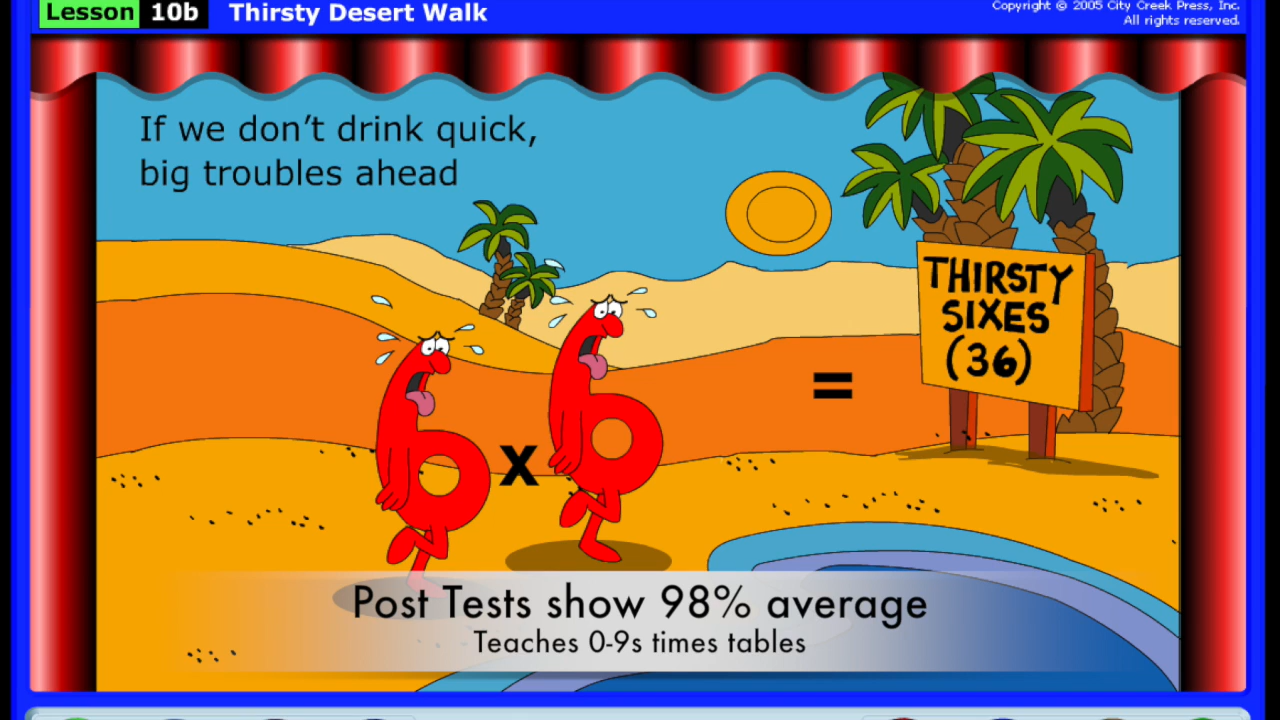 Lesson 10b Thirsty Desert Walk
Copyright © 2005 City Creek Press, Inc.
All rights reserved.
If we don't drink quick,
big troubles ahead
THIRSTY
SIXES
(36)
6 x 6 =
Post Tests show 98% average
Teaches 0-9s times tables